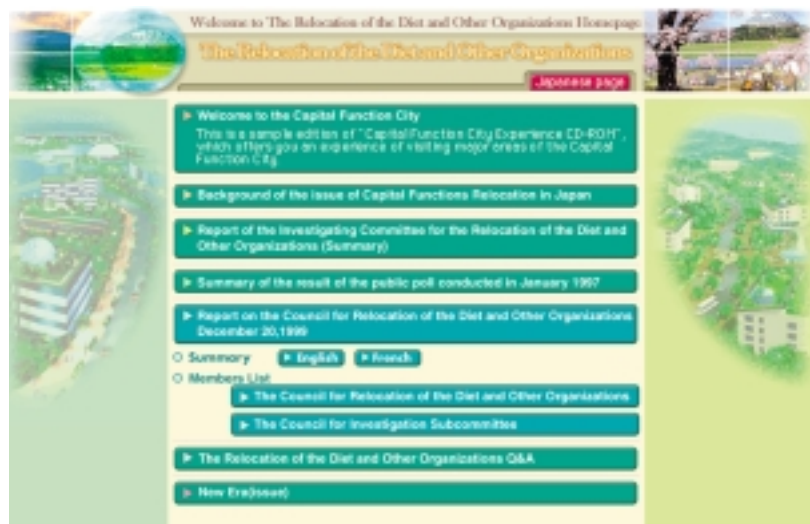 Welcome to The Relocation of the Diet and Other Organizations Homepage
The Relocation of the Diet and Other Organizations
Japanese page
Welcome to the Capital Function City
This is a sample edition of "Capital Function City Experience CD-ROM",
which offers you an experience of visiting major areas of the Capital
Function City
Background of the issue of Capital Functions Relocation in Japan
Report of the Investigating Committee for the Relocation of the Diet and
Other Organizations (Summary)
Summary of the result of the public poll conducted in January 1997
Report on the Council for Relocation of the Diet and Other Organizations
December 20,1999
Summary
English
French
Members List
The Council for Relocation of the Diet and Other Organizations
The Council for Investigation Subcommittee
The Relocation of the Diet and Other Organizations Q&A
New Era(issue)